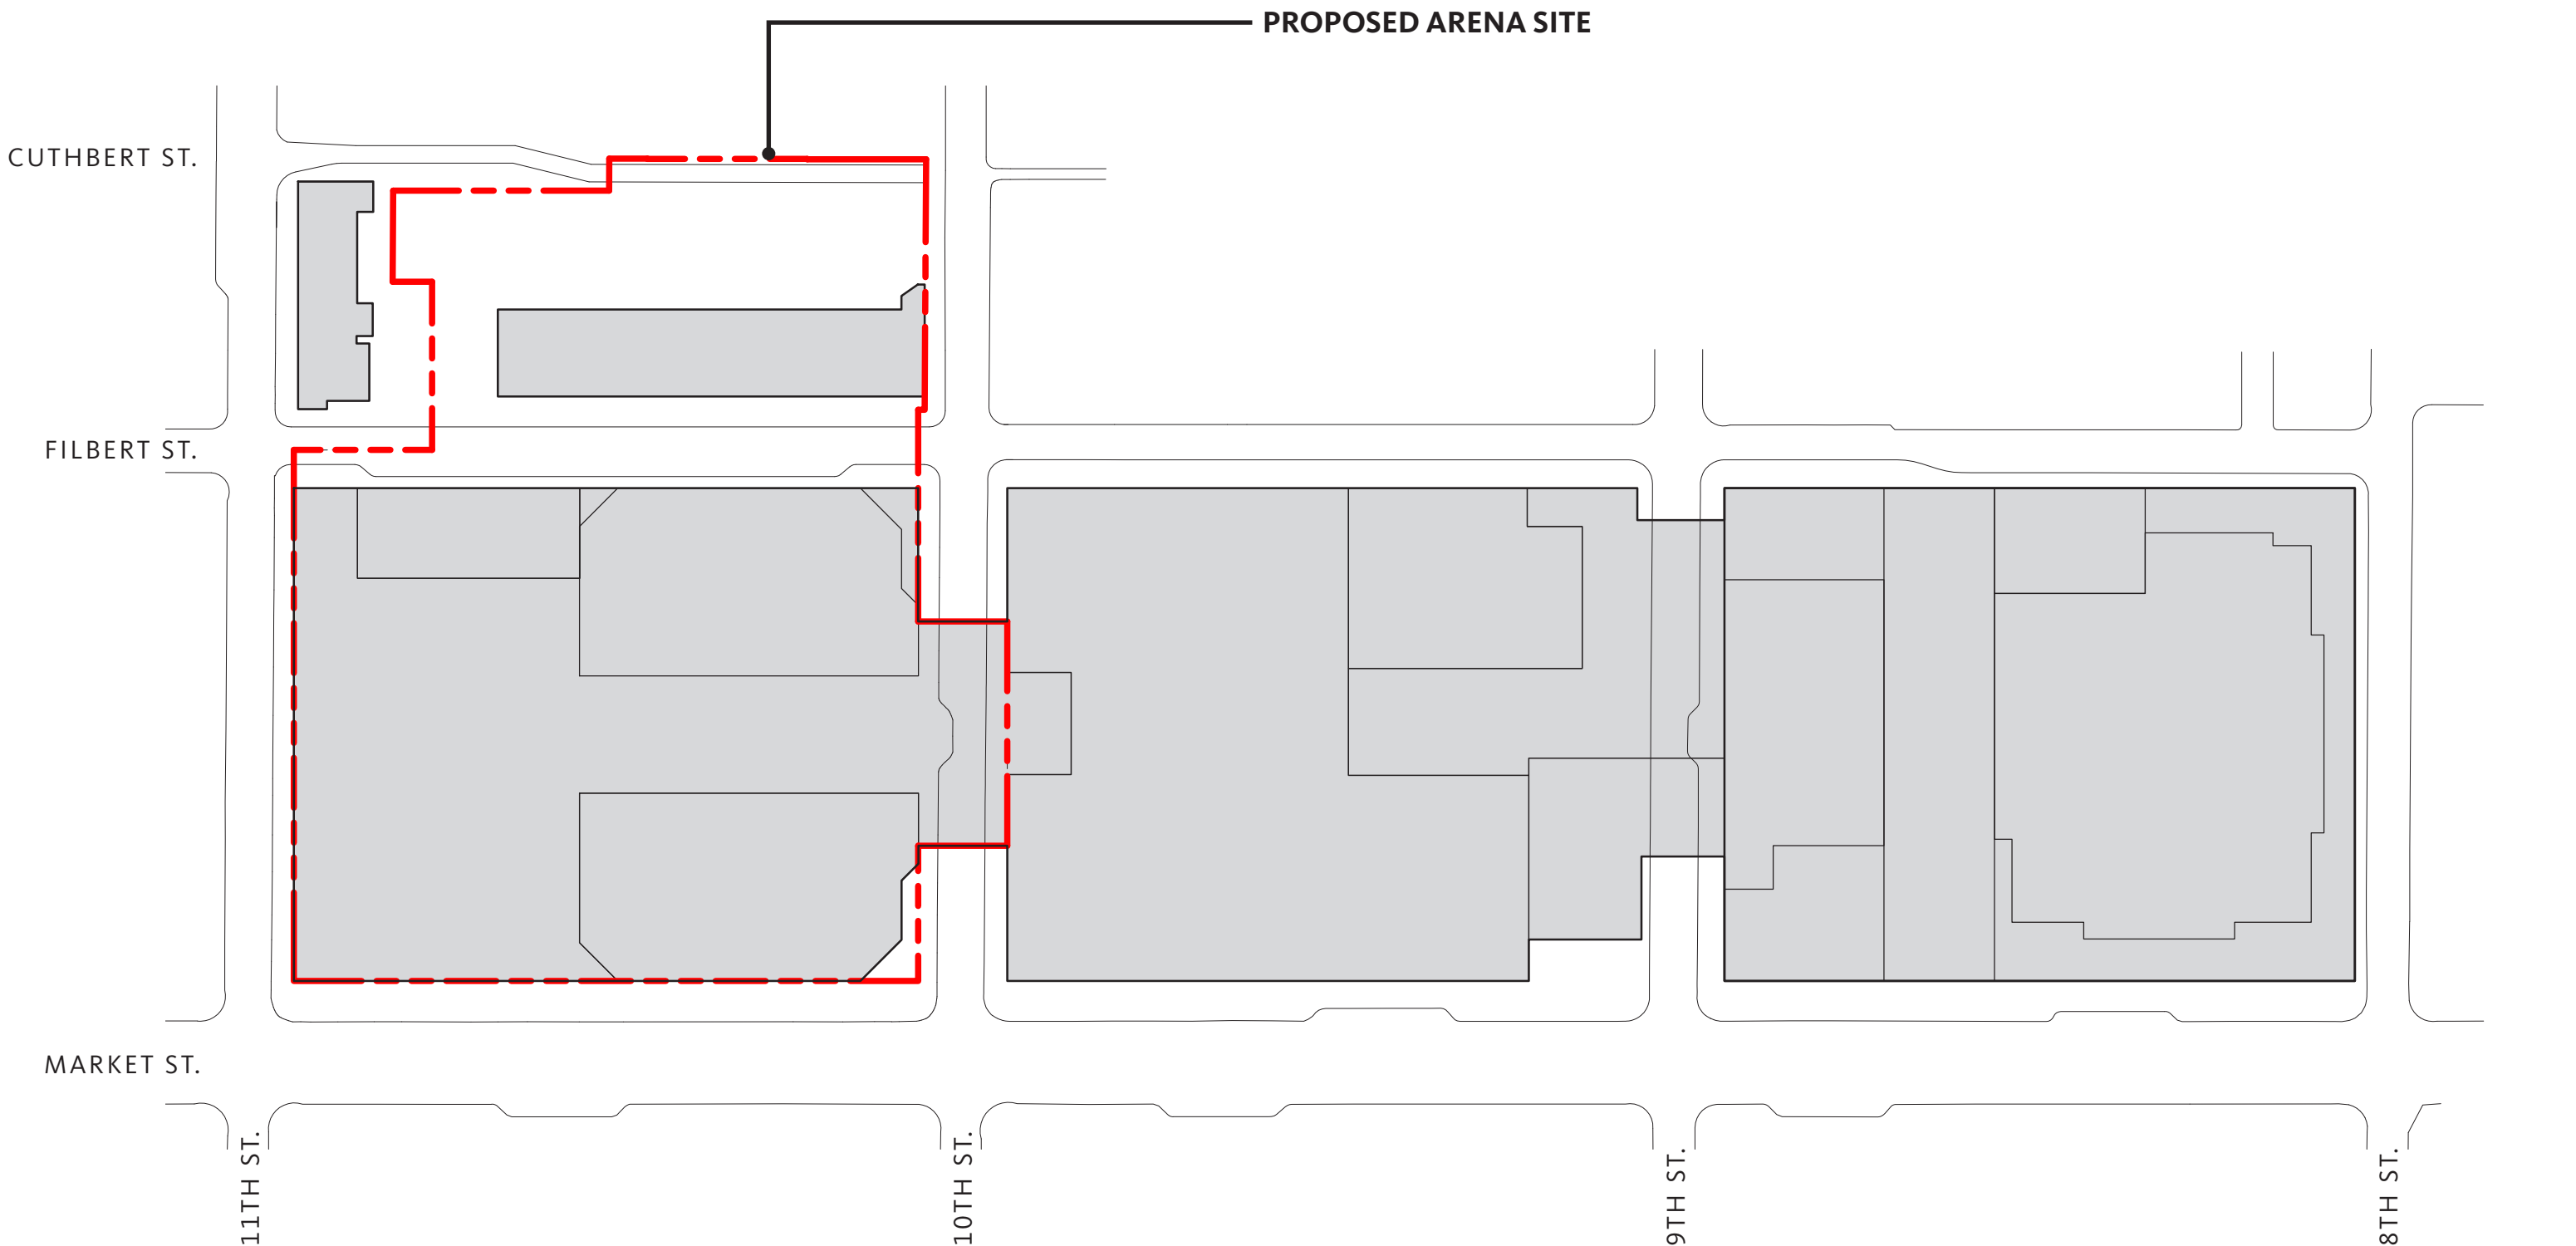 PROPOSED ARENA SITE
CUTHBERT ST.
FILBERT ST.
MARKET ST.
11TH ST.
10TH ST.
9TH ST.
8TH ST.